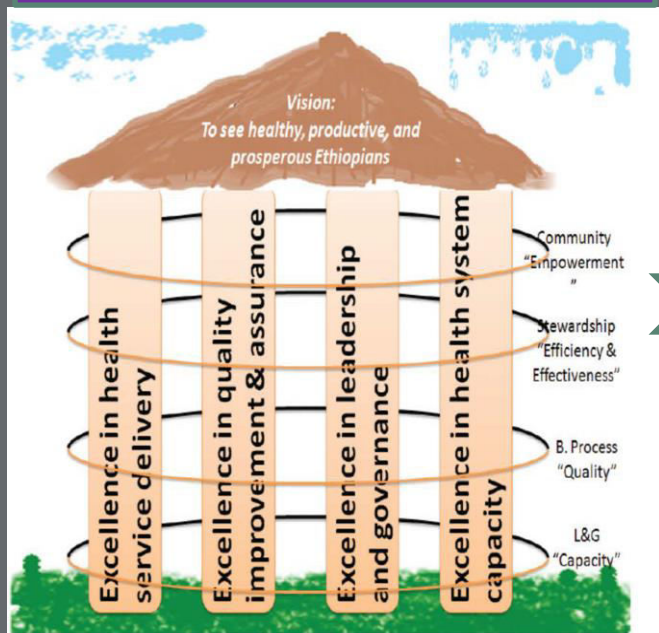 Vision:
To see healthy, productive, and
prosperous Ethiopians
Excellence in health
service delivery
Excellence in quality
improvement & assurance
Excellence in leadership
and governance
Excellence in health system
capacity
Community
“Empowerment
”
Stewardship
“Efficiency &
Effectiveness”
B. Process
“Quality”
L&G
“Capacity”